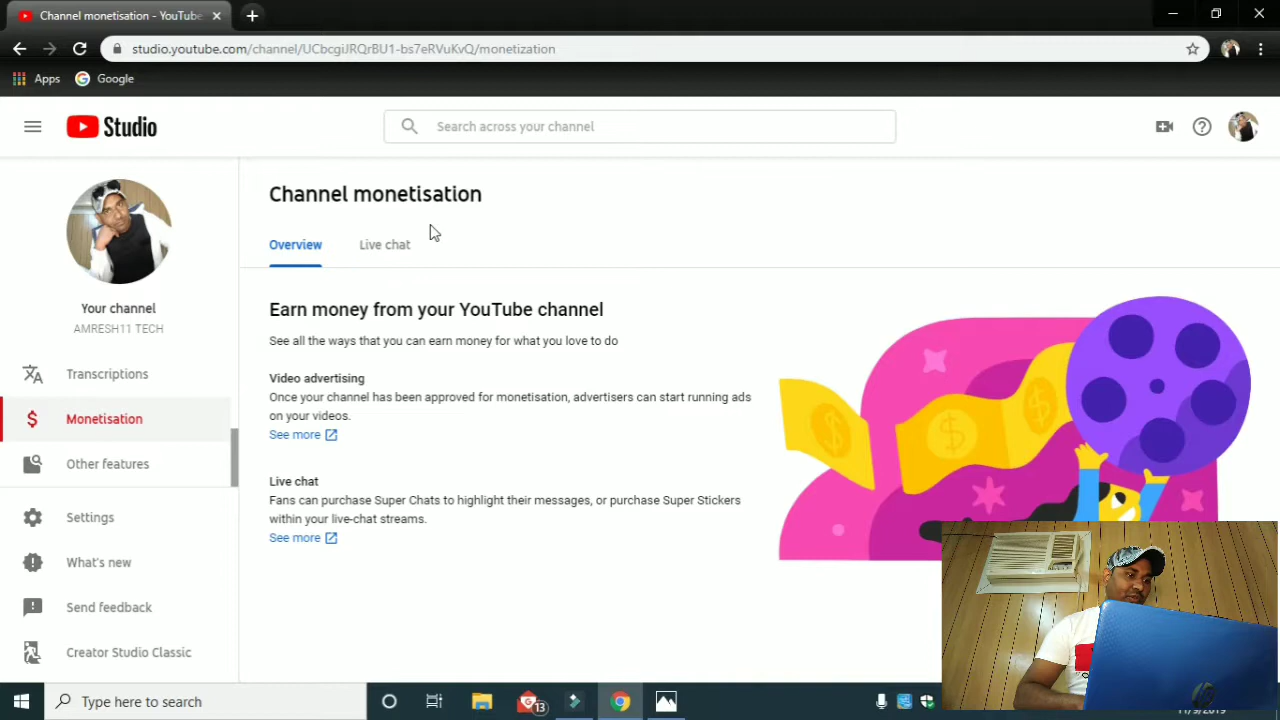 Channel monetisation - YouTube
studio.youtube.com/channel/UCbcgiJRQrBU1-bs7eRVuKvQ/monetization
Apps
Google
Studio
Search across your channel
Channel monetisation
Overview
Live chat
Your channel
AMRESH11 TECH
Transcriptions
Monetisation
Other features
Settings
What's new
Send feedback
Creator Studio Classic
Earn money from your YouTube channel
See all the ways that you can earn money for what you love to do
Video advertising
Once your channel has been approved for monetisation, advertisers can start running ads
on your videos.
See more
Live chat
Fans can purchase Super Chats to highlight their messages, or purchase Super Stickers
within your live-chat streams.
See more
Type here to search
13